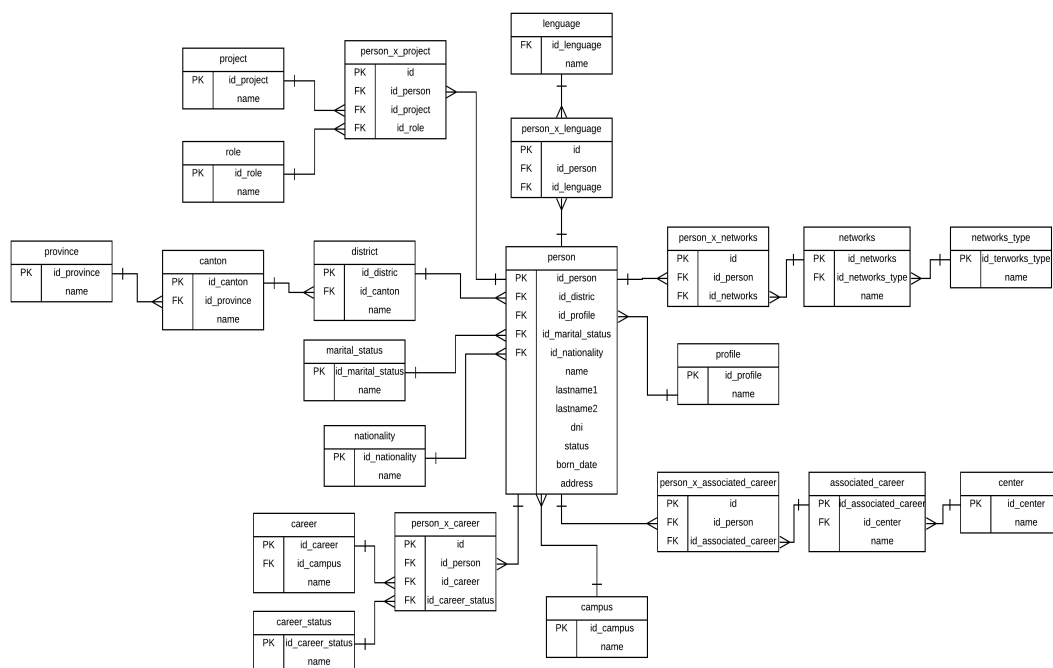 project
PK id_project
name
role
PK id_role
name
person_x_project
PK id
FK id_person
FK id_project
FK id_role
lenguage
FK id_lenguage
name
person_x_lenguage
PK id
FK id_person
FK id_lenguage
province
PK id_province
name
canton
PK id_canton
FK id_province
name
district
PK id_distric
FK id_canton
name
marital_status
PK id_marital_status
name
nationality
PK id_nationality
name
person
PK id_person
FK id_distric
FK id_profile
FK id_marital_status
FK id_nationality
name
lastname1
lastname2
dni
status
born_date
address
person_x_networks
PK id
FK id_person
FK id_networks
networks
PK id_networks
FK id_networks_type
name
networks_type
PK id_terworks_type
name
profile
PK id_profile
name
person_x_associated_career
PK id
FK id_person
FK id_associated_career
associated_career
PK id_associated_career
FK id_center
name
center
PK id_center
name
career
PK id_career
FK id_campus
name
career_status
PK id_career_status
name
person_x_career
PK id
FK id_person
FK id_career
FK id_career_status
campus
PK id_campus
name